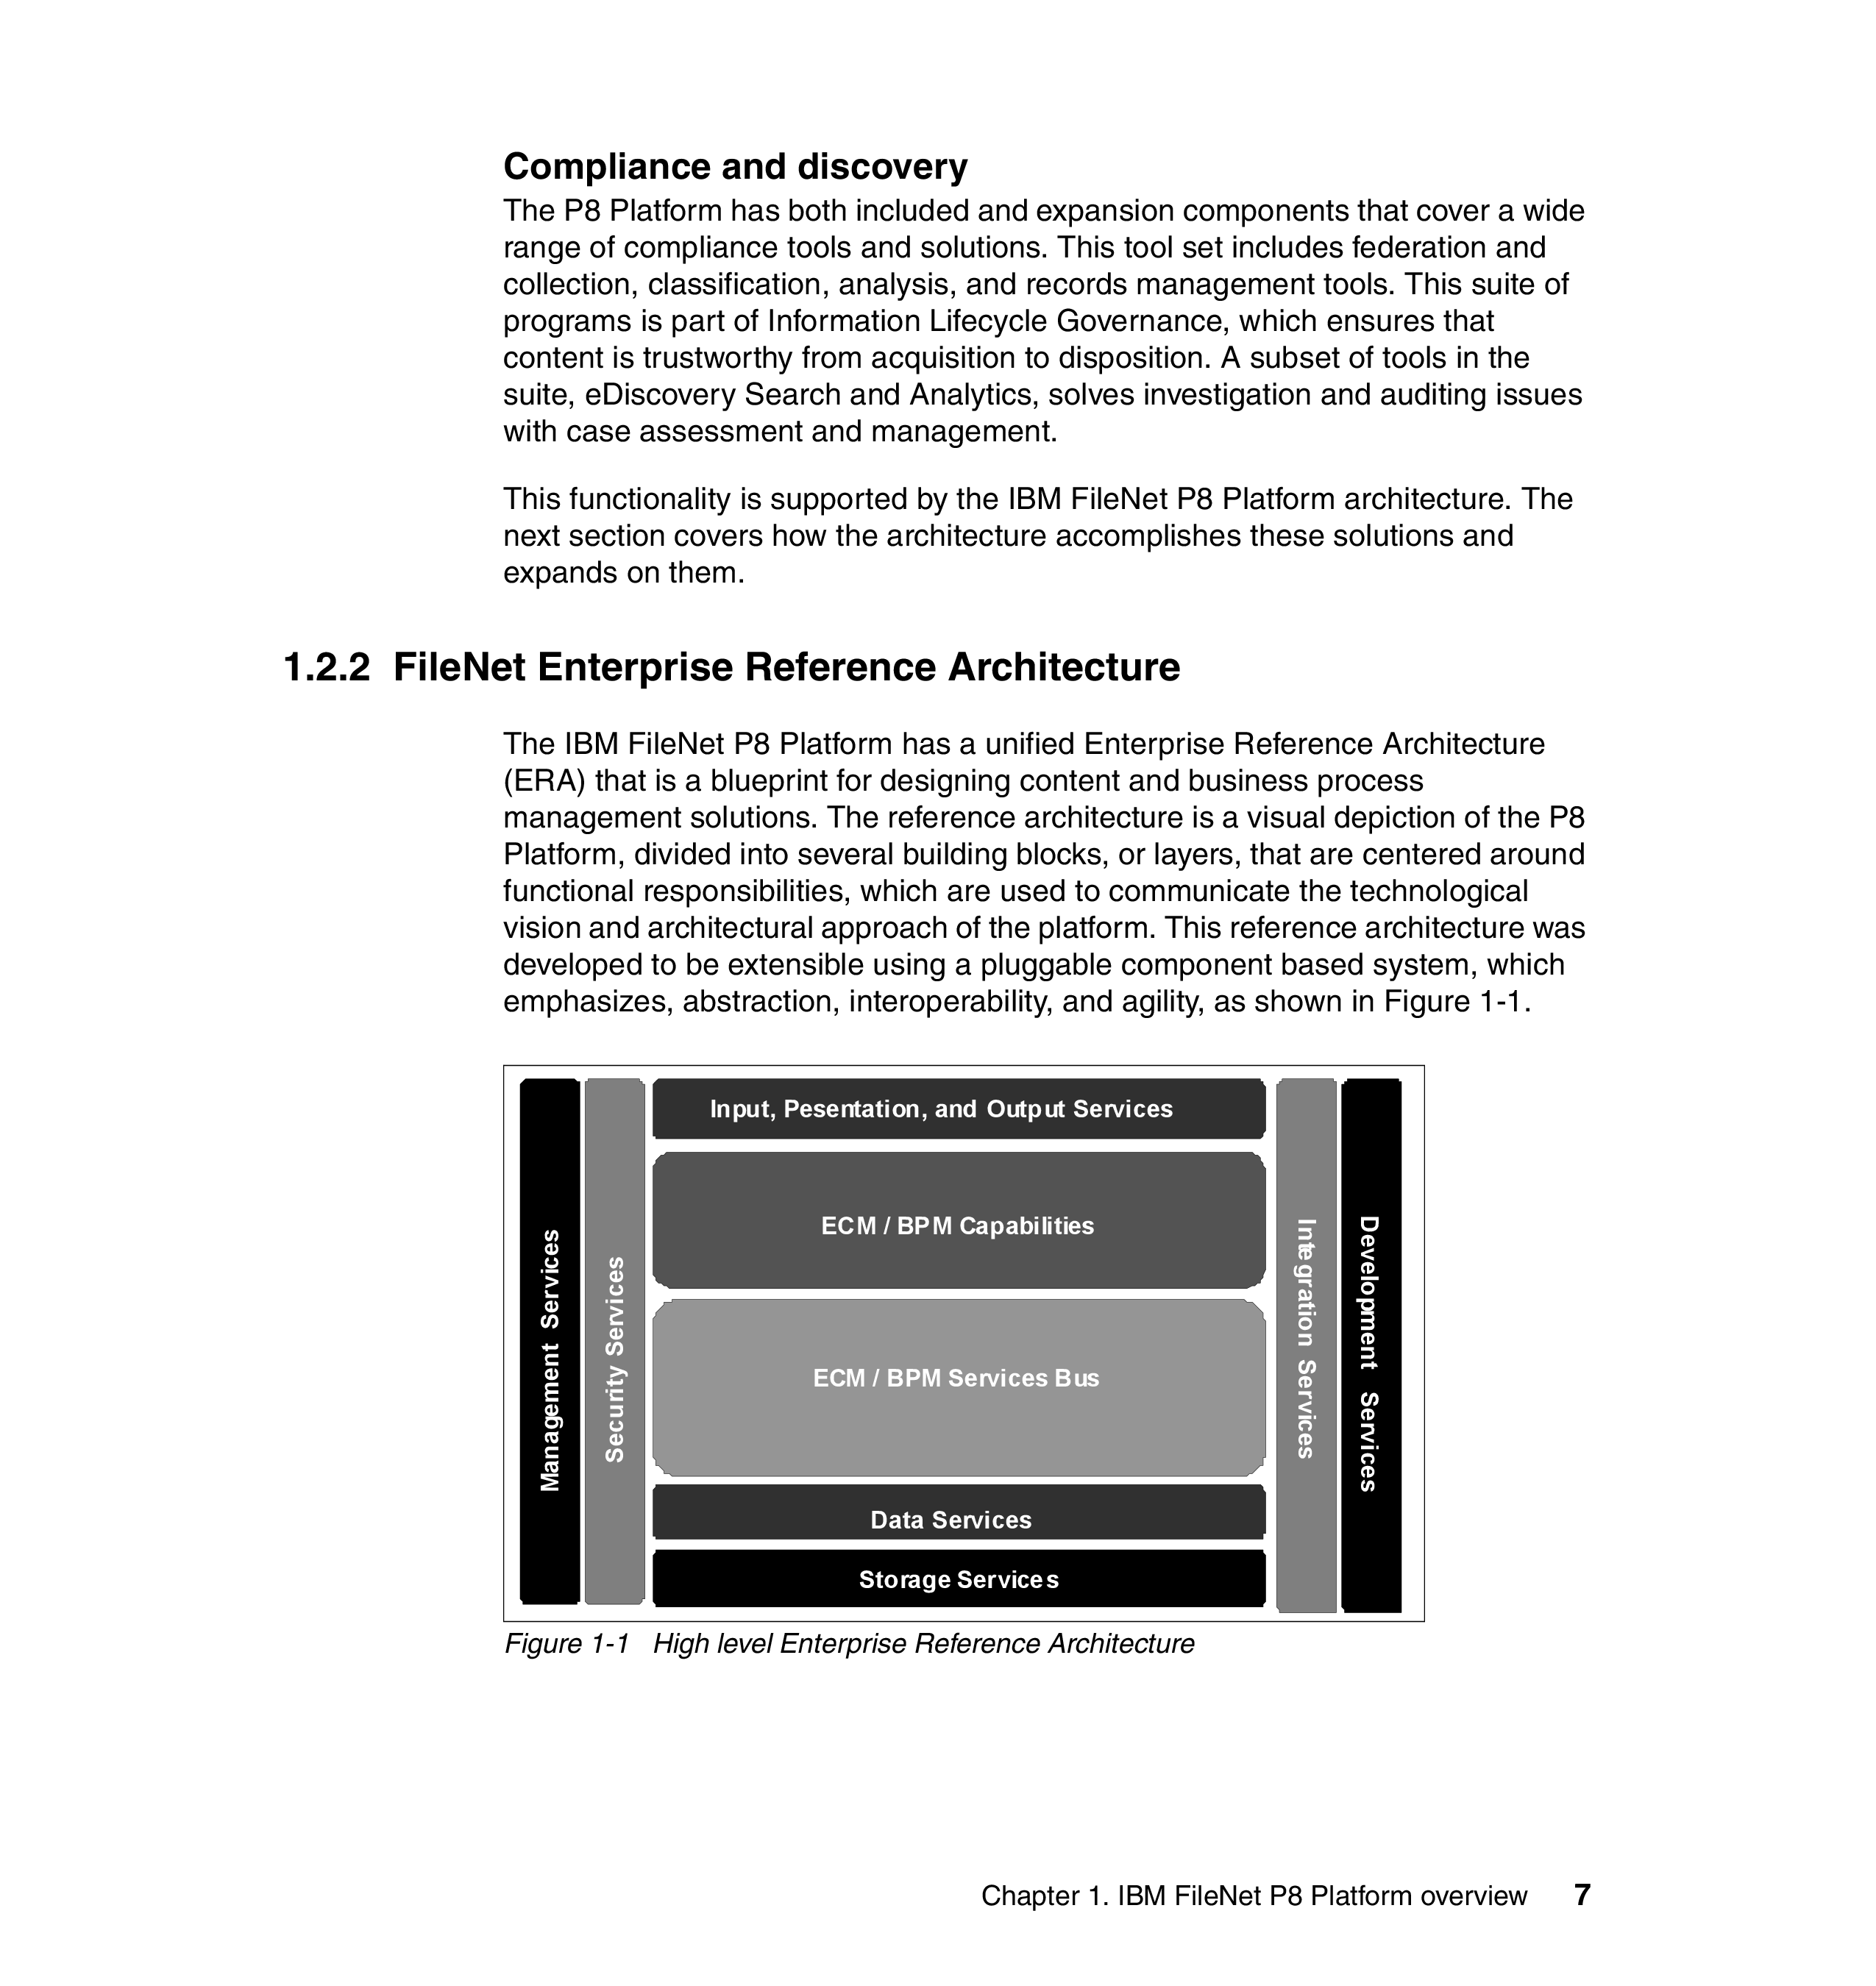 Compliance and discovery
The P8 Platform has both included and expansion components that cover a wide
range of compliance tools and solutions. This tool set includes federation and
collection, classification, analysis, and records management tools. This suite of
programs is part of Information Lifecycle Governance, which ensures that
content is trustworthy from acquisition to disposition. A subset of tools in the
suite, eDiscovery Search and Analytics, solves investigation and auditing issues
with case assessment and management.
This functionality is supported by the IBM FileNet P8 Platform architecture. The
next section covers how the architecture accomplishes these solutions and
expands on them.
1.2.2 FileNet Enterprise Reference Architecture
The IBM FileNet P8 Platform has a unified Enterprise Reference Architecture
(ERA) that is a blueprint for designing content and business process
management solutions. The reference architecture is a visual depiction of the P8
Platform, divided into several building blocks, or layers, that are centered around
functional responsibilities, which are used to communicate the technological
vision and architectural approach of the platform. This reference architecture was
developed to be extensible using a pluggable component based system, which
emphasizes, abstraction, interoperability, and agility, as shown in Figure 1-1.
Management Services
Security Services
Input, Pesentation, and Output Services
ECM / BPM Capabilities
ECM / BPM Services Bus
Data Services
Storage Services
Integration Services
Development Services
Figure 1-1 High level Enterprise Reference Architecture
Chapter 1. IBM FileNet P8 Platform overview 7